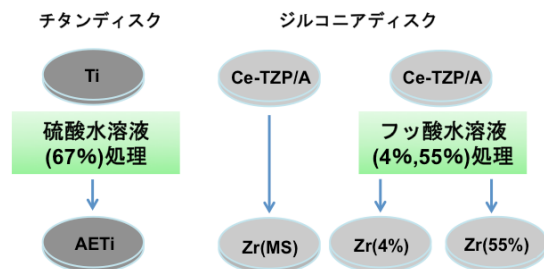 チタンディスク
ジルコニアディスク
Ti
Ce-TZP/A
Ce-TZP/A
硫酸水溶液
(67%)処理
フッ酸水溶液
(4%,55%)処理
AETi
Zr(MS)
Zr(4%)
Zr(55%)